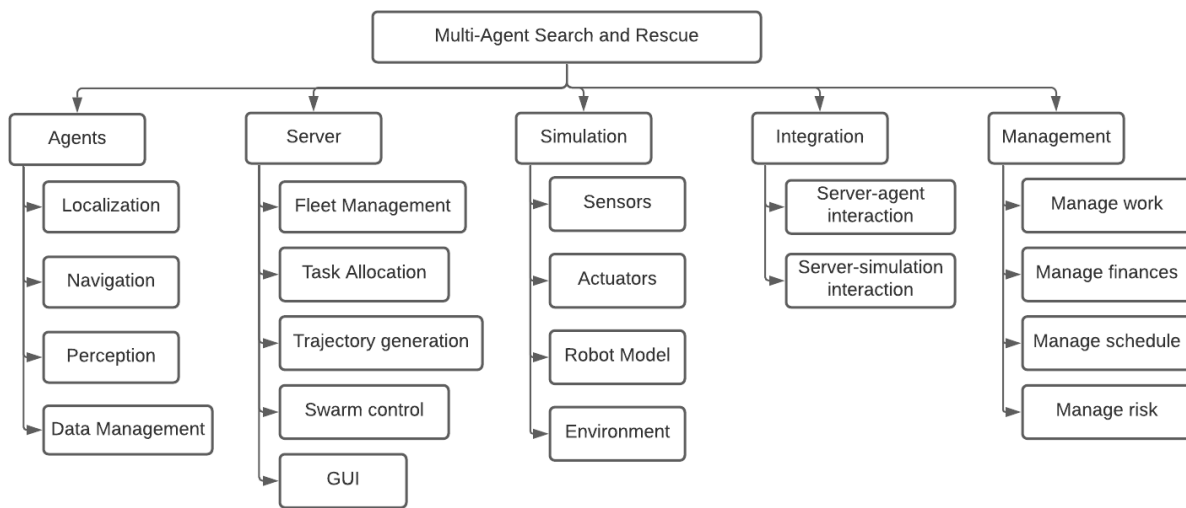 Multi-Agent Search and Rescue
Agents
Localization
Navigation
Perception
Data Management
Server
Fleet Management
Task Allocation
Trajectory generation
Swarm control
GUI
Simulation
Sensors
Actuators
Robot Model
Environment
Integration
Server-agent
interaction
Server-simulation
interaction
Management
Manage work
Manage finances
Manage schedule
Manage risk